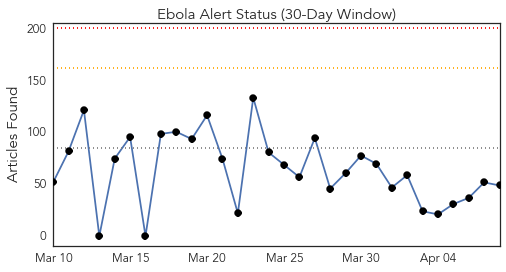 Ebola Alert Status (30-Day Window)
200
150
100
50
0
Articles Found
Mar 10 Mar 15 Mar 20 Mar 25 Mar 30 Apr 04